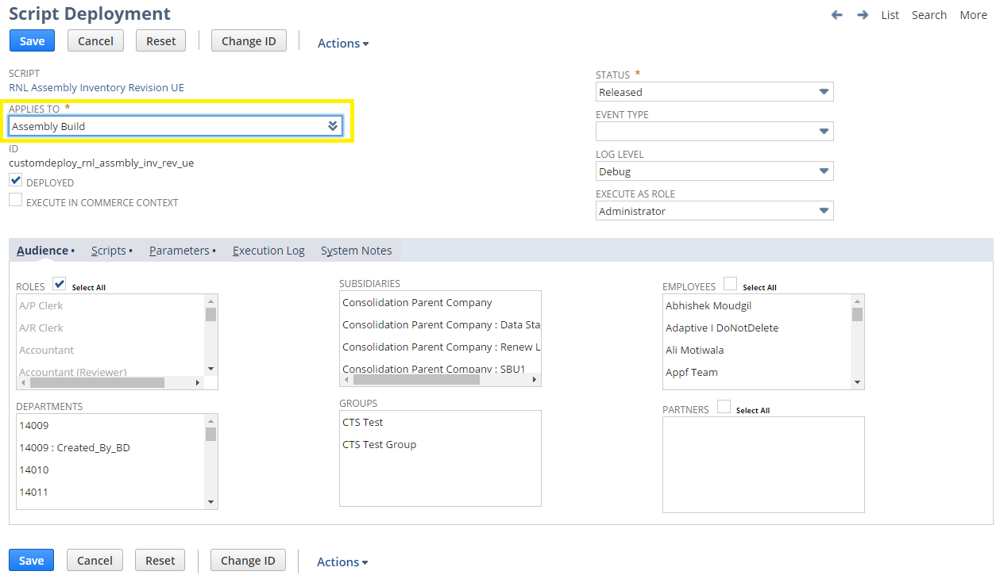 Script Deployment
List Search More
Save Cancel Reset Change ID Actions
SCRIPT
RNL Assembly Inventory Revision UE
APPLIES TO *
Assembly Build
ID
customdeploy_rnl_assmbly_inv_rev_ue
DEPLOYED
EXECUTE IN COMMERCE CONTEXT
STATUS *
Released
EVENT TYPE
LOG LEVEL
Debug
EXECUTE AS ROLE
Administrator
Audience • Scripts • Parameters • Execution Log System Notes
ROLES Select All
A/P Clerk
A/R Clerk
Accountant
Accountant (Reviewer)
SUBSIDIARIES
Consolidation Parent Company
Consolidation Parent Company : Data Sta
Consolidation Parent Company : Renew L
Consolidation Parent Company : SBU1
EMPLOYEES Select All
Abhishek Moudgil
Adaptive I DoNotDelete
Ali Motiwala
Appf Team
DEPARTMENTS
14009
14009 : Created_By_BD
14010
14011
GROUPS
CTS Test
CTS Test Group
PARTNERS Select All
Save Cancel Reset Change ID Actions